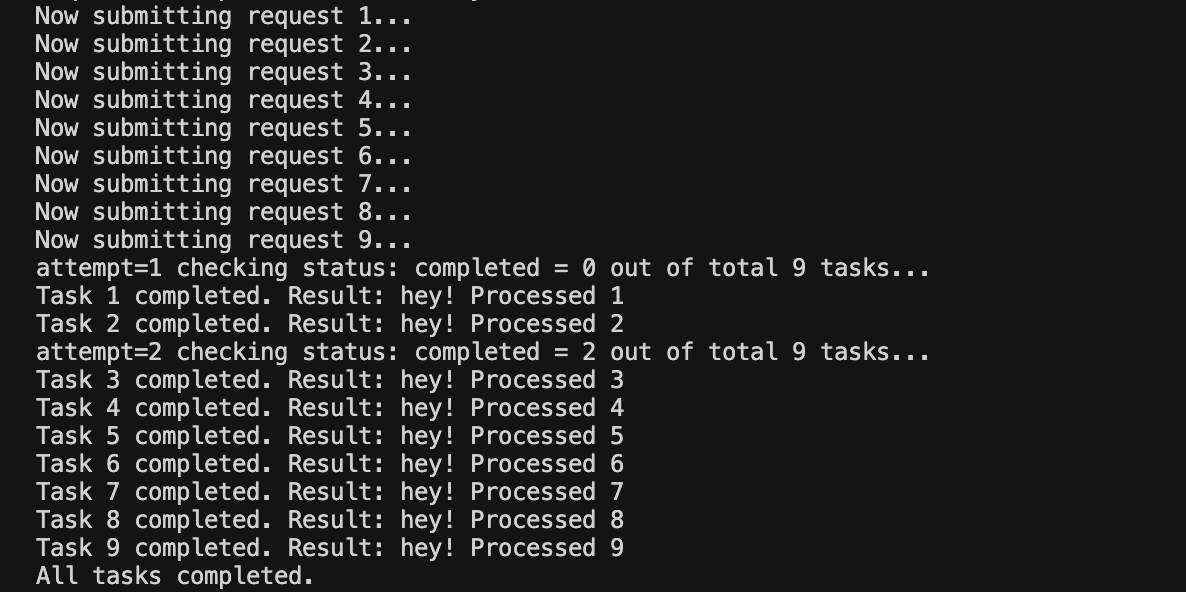 Now submitting request 1...
Now submitting request 2...
Now submitting request 3...
Now submitting request 4...
Now submitting request 5...
Now submitting request 6...
Now submitting request 7...
Now submitting request 8...
Now submitting request 9...
attempt=1 checking status: completed = 0 out of total 9 tasks...
Task 1 completed. Result: hey! Processed 1
Task 2 completed. Result: hey! Processed 2
attempt=2 checking status: completed = 2 out of total 9 tasks...
Task 3 completed. Result: hey! Processed 3
Task 4 completed. Result: hey! Processed 4
Task 5 completed. Result: hey! Processed 5
Task 6 completed. Result: hey! Processed 6
Task 7 completed. Result: hey! Processed 7
Task 8 completed. Result: hey! Processed 8
Task 9 completed. Result: hey! Processed 9
All tasks completed.